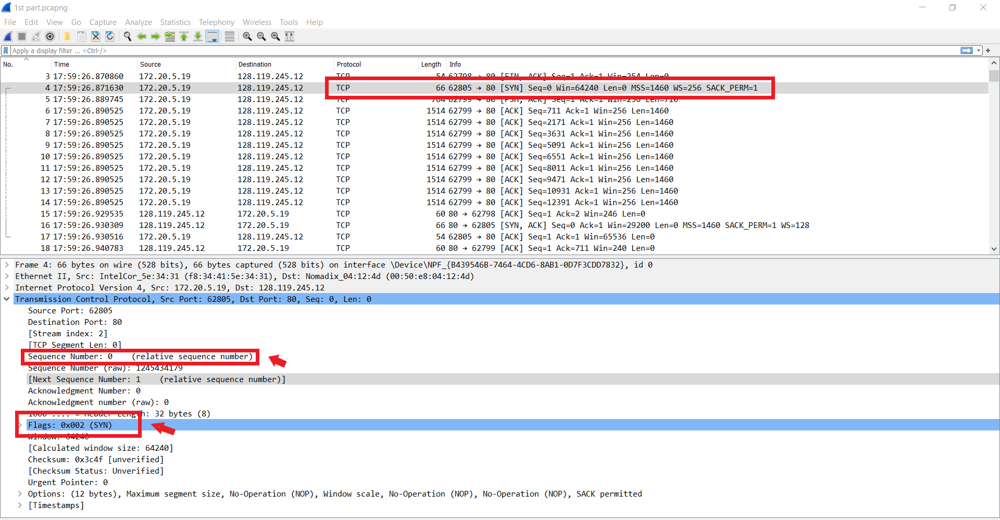 1st part.pcapng
File Edit View Go Capture Analyze Statistics Telephony Wireless Tools Help
Apply a display filter ... <Ctrl-/>
No. Time Source Destination Protocol Length Info
3 17:59:26.870860 172.20.5.19 128.119.245.12 TCP 54 62798 → 80 [FIN, ACK] Seq=1 Ack=1 Win=254 Len=0
4 17:59:26.871630 172.20.5.19 128.119.245.12 TCP 66 62805 → 80 [SYN] Seq=0 Win=64240 Len=0 MSS=1460 WS=256 SACK_PERM=1
5 17:59:26.889745 172.20.5.19 128.119.245.12 TCP 764 62799 → 80 [PSH, ACK] Seq=1 Ack=1 Win=256 Len=710
6 17:59:26.890525 172.20.5.19 128.119.245.12 TCP 1514 62799 → 80 [ACK] Seq=711 Ack=1 Win=256 Len=1460
7 17:59:26.890525 172.20.5.19 128.119.245.12 TCP 1514 62799 → 80 [ACK] Seq=2171 Ack=1 Win=256 Len=1460
8 17:59:26.890525 172.20.5.19 128.119.245.12 TCP 1514 62799 → 80 [ACK] Seq=3631 Ack=1 Win=256 Len=1460
9 17:59:26.890525 172.20.5.19 128.119.245.12 TCP 1514 62799 → 80 [ACK] Seq=5091 Ack=1 Win=256 Len=1460
10 17:59:26.890525 172.20.5.19 128.119.245.12 TCP 1514 62799 → 80 [ACK] Seq=6551 Ack=1 Win=256 Len=1460
11 17:59:26.890525 172.20.5.19 128.119.245.12 TCP 1514 62799 → 80 [ACK] Seq=8011 Ack=1 Win=256 Len=1460
12 17:59:26.890525 172.20.5.19 128.119.245.12 TCP 1514 62799 → 80 [ACK] Seq=9471 Ack=1 Win=256 Len=1460
13 17:59:26.890525 172.20.5.19 128.119.245.12 TCP 1514 62799 → 80 [ACK] Seq=10931 Ack=1 Win=256 Len=1460
14 17:59:26.890525 172.20.5.19 128.119.245.12 TCP 1514 62799 → 80 [ACK] Seq=12391 Ack=1 Win=256 Len=1460
15 17:59:26.929535 128.119.245.12 172.20.5.19 TCP 60 80 → 62798 [ACK] Seq=1 Ack=2 Win=246 Len=0
16 17:59:26.930309 128.119.245.12 172.20.5.19 TCP 66 80 → 62805 [SYN, ACK] Seq=0 Ack=1 Win=29200 Len=0 MSS=1460 SACK_PERM=1 WS=128
17 17:59:26.930516 172.20.5.19 128.119.245.12 TCP 54 62805 → 80 [ACK] Seq=1 Ack=1 Win=65536 Len=0
18 17:59:26.940783 128.119.245.12 172.20.5.19 TCP 60 80 → 62799 [ACK] Seq=1 Ack=711 Win=240 Len=0
Frame 4: 66 bytes on wire (528 bits), 66 bytes captured (528 bits) on interface \Device\NPF_{B439546B-7464-4CD6-8AB1-0D7F3CDD7832}, id 0
Ethernet II, Src: IntelCor_5e:34:31 (f8:34:41:5e:34:31), Dst: Nomadix_04:12:4d (00:50:e8:04:12:4d)
Internet Protocol Version 4, Src: 172.20.5.19, Dst: 128.119.245.12
Transmission Control Protocol, Src Port: 62805, Dst Port: 80, Seq: 0, Len: 0
Source Port: 62805
Destination Port: 80
[Stream index: 2]
[TCP Segment Len: 0]
Sequence Number: 0 (relative sequence number)
Sequence Number (raw): 1245434179
[Next Sequence Number: 1 (relative sequence number)]
Acknowledgment Number: 0
Acknowledgment number (raw): 0
1000 .... = Header Length: 32 bytes (8)
Flags: 0x002 (SYN)
Window: 64240
[Calculated window size: 64240]
Checksum: 0x3c4f [unverified]
[Checksum Status: Unverified]
Urgent Pointer: 0
Options: (12 bytes), Maximum segment size, No-Operation (NOP), Window scale, No-Operation (NOP), No-Operation (NOP), SACK permitted
[Timestamps]